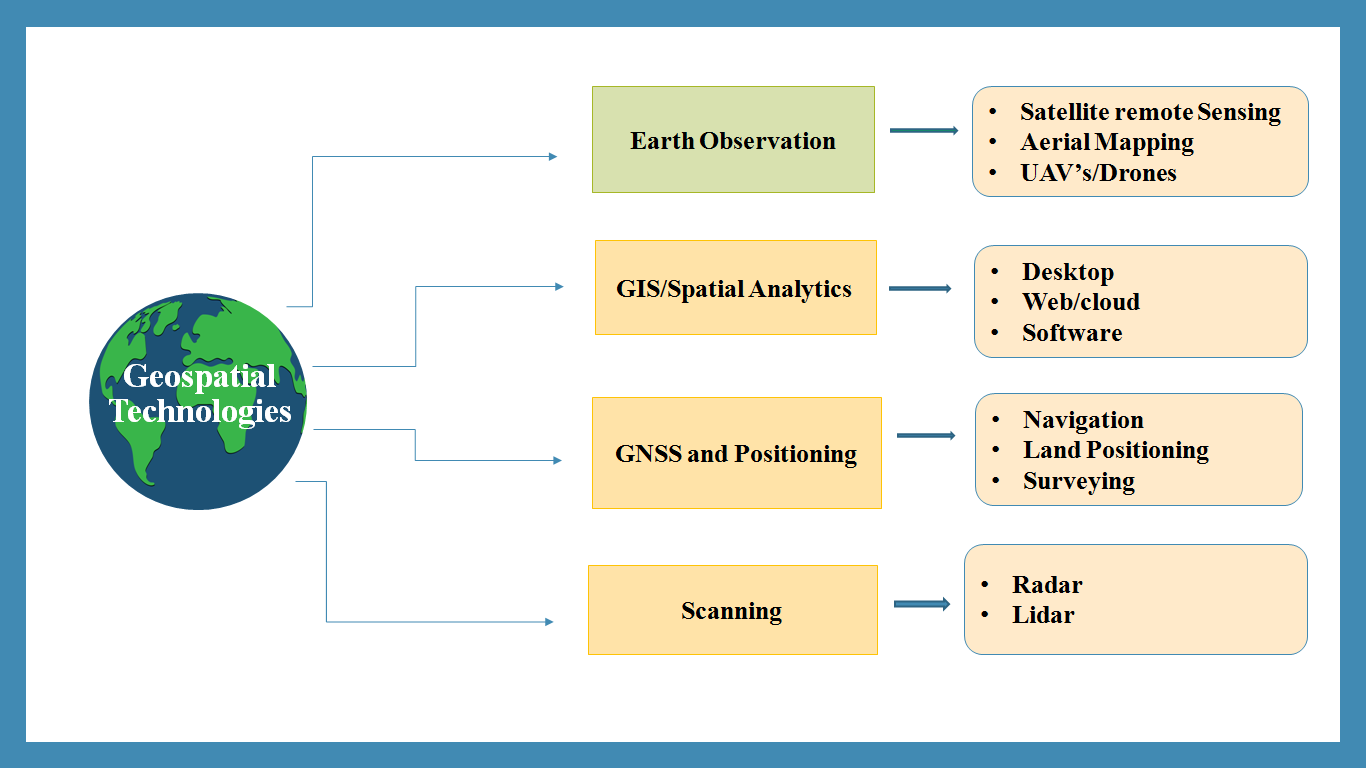 Geospatial
Technologies
Earth Observation
• Satellite remote Sensing
• Aerial Mapping
• UAV’s/Drones
GIS/Spatial Analytics
• Desktop
• Web/cloud
• Software
GNSS and Positioning
• Navigation
• Land Positioning
• Surveying
Scanning
• Radar
• Lidar